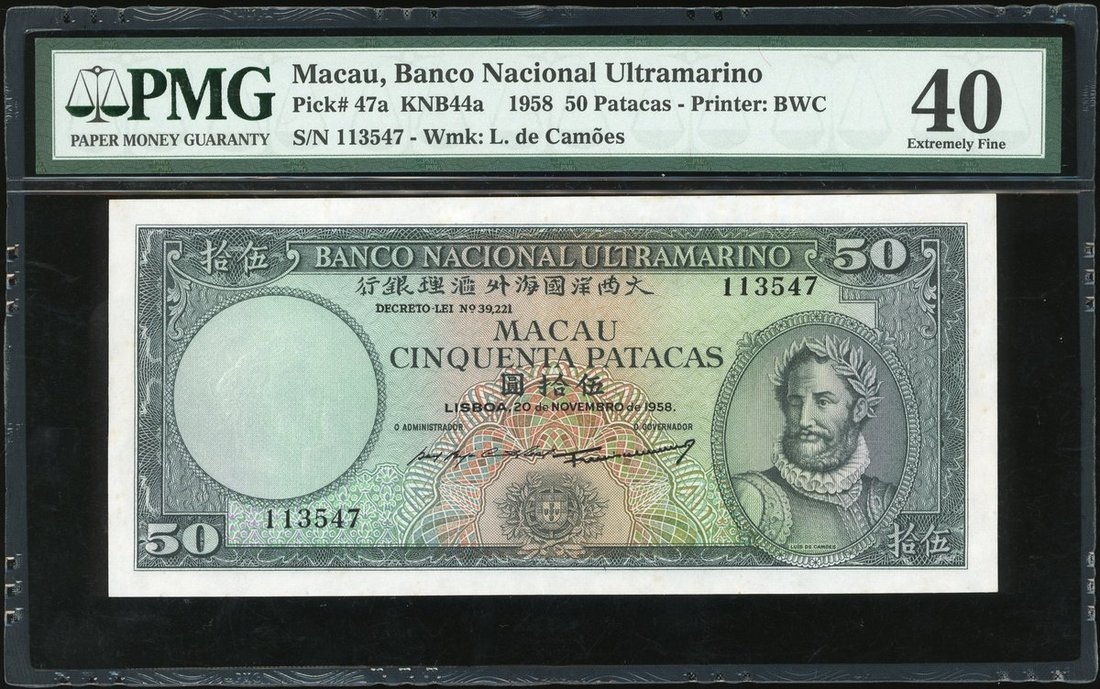 PMG
PAPER MONEY GUARANTY
Macau, Banco Nacional Ultramarino
Pick# 47a KNB44a 1958 50 Patacas - Printer: BWC
S/N 113547 - Wmk: L. de Camões
40
Extremely Fine
拾伍
BANCO NACIONAL ULTRAMARINO
50
行銀理滙外海國洋西大
113547
DECRETO-LEI Nº 39,221
MACAU
CINQUENTA PATACAS
圓拾伍
LISBOA, 20 de NOVEMBRO de 1958.
O ADMINISTRADOR
O GOVERNADOR
113547
50
LUIS DE CAMÕES
拾伍